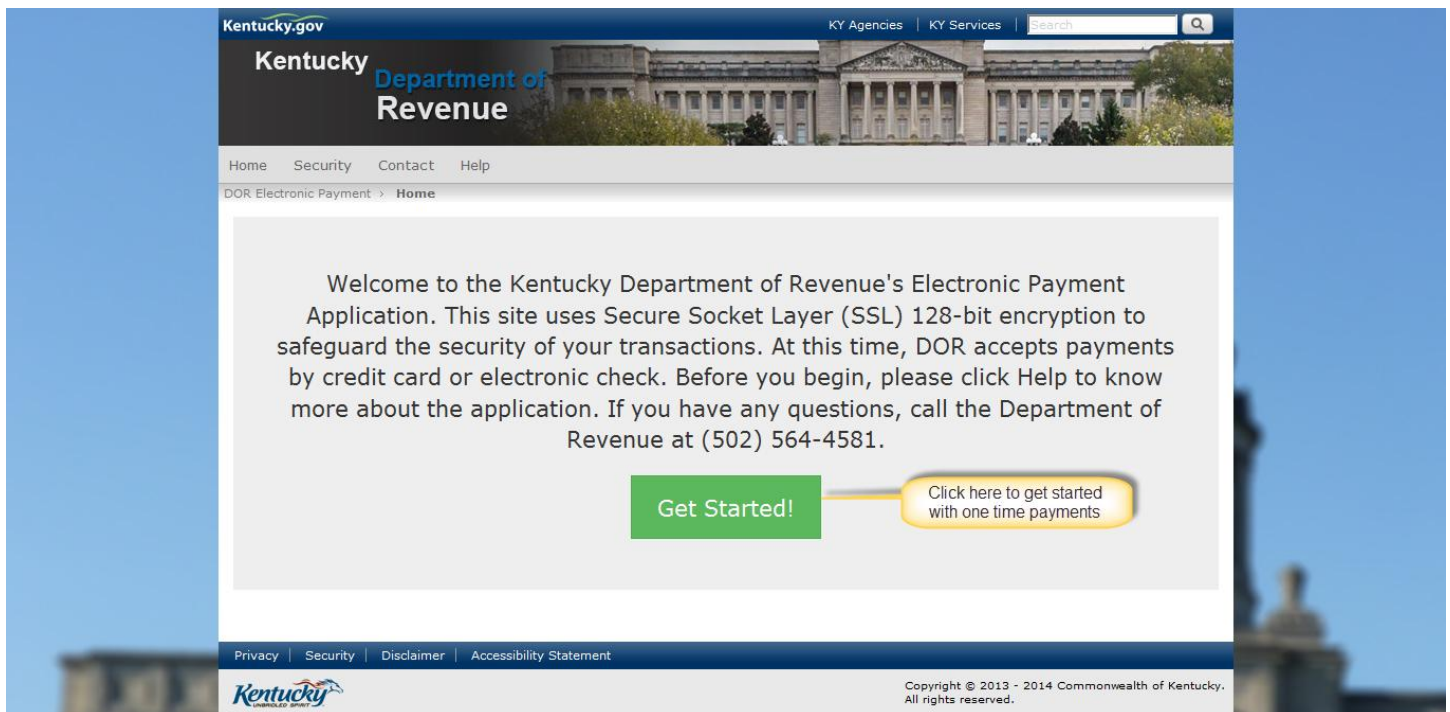 Kentucky.gov
KY Agencies | KY Services | Search
Kentucky
Department of
Revenue
Home Security Contact Help
DOR Electronic Payment › Home
Welcome to the Kentucky Department of Revenue's Electronic Payment
Application. This site uses Secure Socket Layer (SSL) 128-bit encryption to
safeguard the security of your transactions. At this time, DOR accepts payments
by credit card or electronic check. Before you begin, please click Help to know
more about the application. If you have any questions, call the Department of
Revenue at (502) 564-4581.
Get Started!
Click here to get started
with one time payments
Privacy | Security | Disclaimer | Accessibility Statement
Kentucky
UNBRIDLED SPIRIT
Copyright © 2013 - 2014 Commonwealth of Kentucky.
All rights reserved.